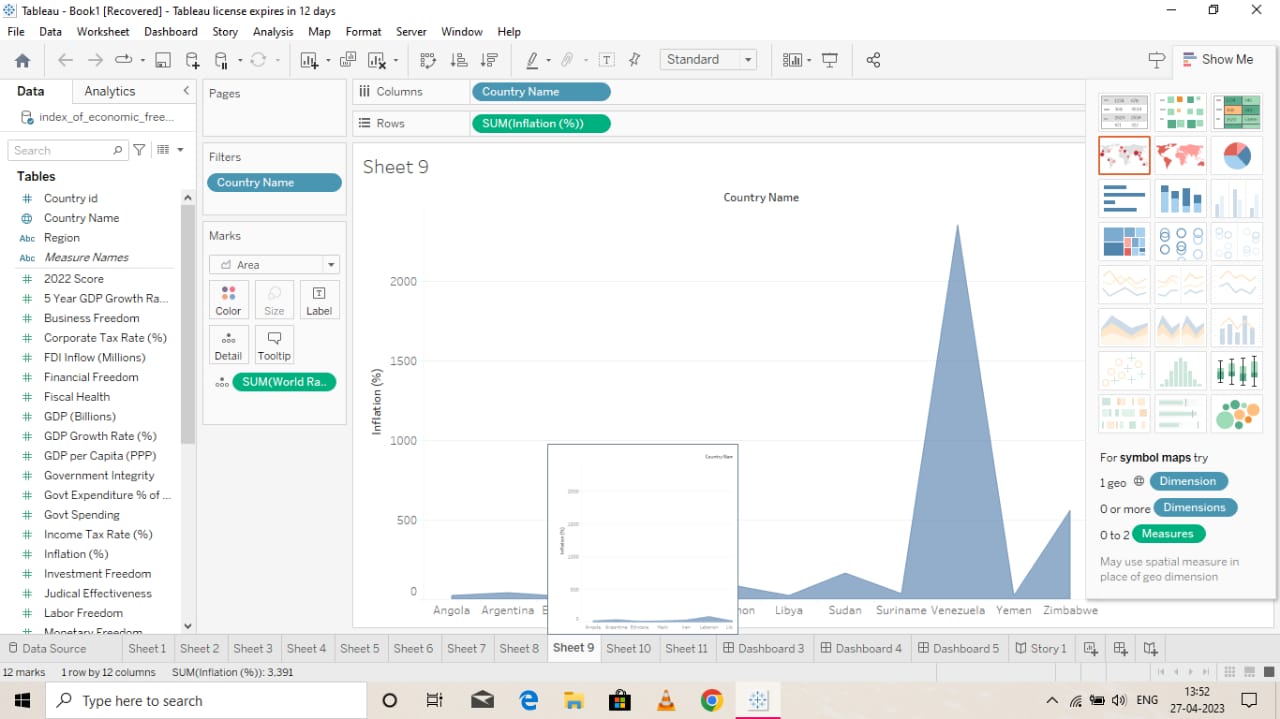 Tableau - Book1 [Recovered] - Tableau license expires in 12 days
File Data Worksheet Dashboard Story Analysis Map Format Server Window Help
Standard
Show Me
Data Analytics
index_of_economic_free...
Search
Tables
Country id
Country Name
Abc Region
Abc Measure Names
2022 Score
5 Year GDP Growth Ra...
Business Freedom
Corporate Tax Rate (%)
FDI Inflow (Millions)
Financial Freedom
Fiscal Health
GDP (Billions)
GDP Growth Rate (%)
GDP per Capita (PPP)
Government Integrity
Govt Expenditure % of ...
Govt Spending
Income Tax Rate (%)
Inflation (%)
Investment Freedom
Judical Effectiveness
Labor Freedom
Monetary Freedom
Pages
Filters
Country Name
Marks
Area
Color Size Label
Detail Tooltip
SUM(World Ra..
Columns Country Name
Rows SUM(Inflation (%))
Sheet 9
Country Name
2000
1500
1000
500
0
Inflation (%)
Angola Argentina E
non Libya Sudan Suriname Venezuela Yemen Zimbabwe
For symbol maps try
1 geo Dimension
0 or more Dimensions
0 to 2 Measures
May use spatial measure in
place of geo dimension
Data Source Sheet 1 Sheet 2 Sheet 3 Sheet 4 Sheet 5 Sheet 6 Sheet 7 Sheet 8 Sheet 9 Sheet 10 Sheet 11 Dashboard 3 Dashboard 4 Dashboard 5 Story 1
12 marks 1 row by 12 columns SUM(Inflation (%)): 3,391
Type here to search
ENG
13:52
27-04-2023